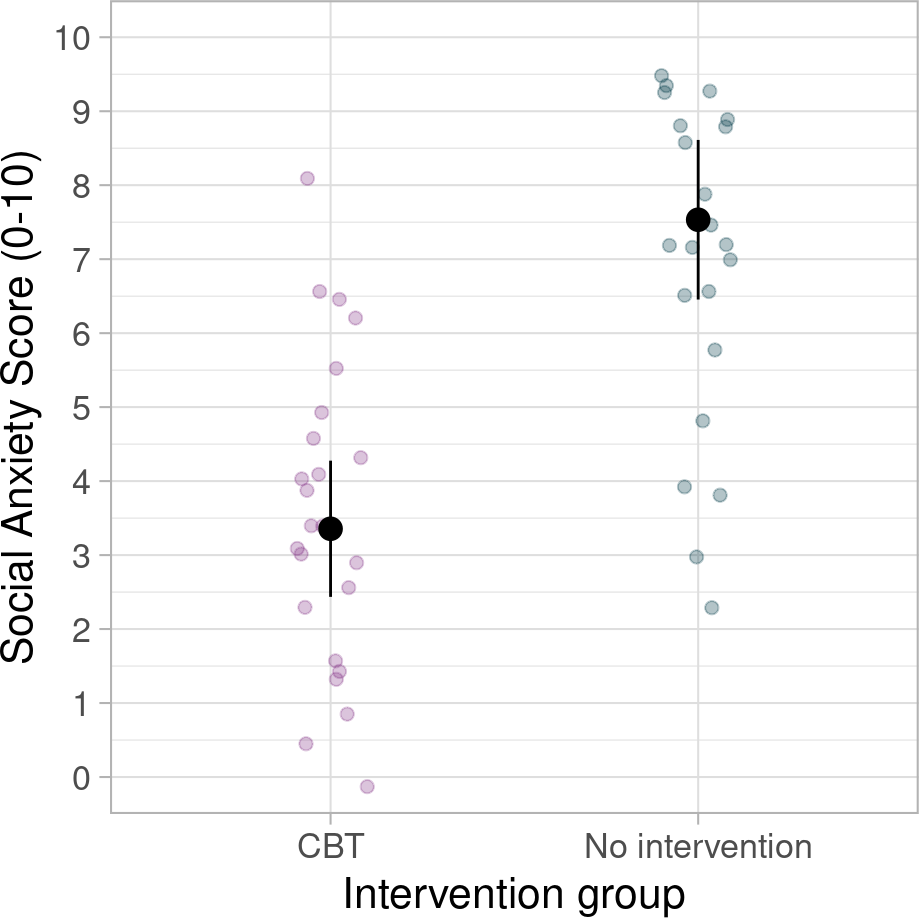 Social Anxiety Score (0-10)
10
9
8
7
6
5
4
3
2
1
0
CBT
No intervention
Intervention group